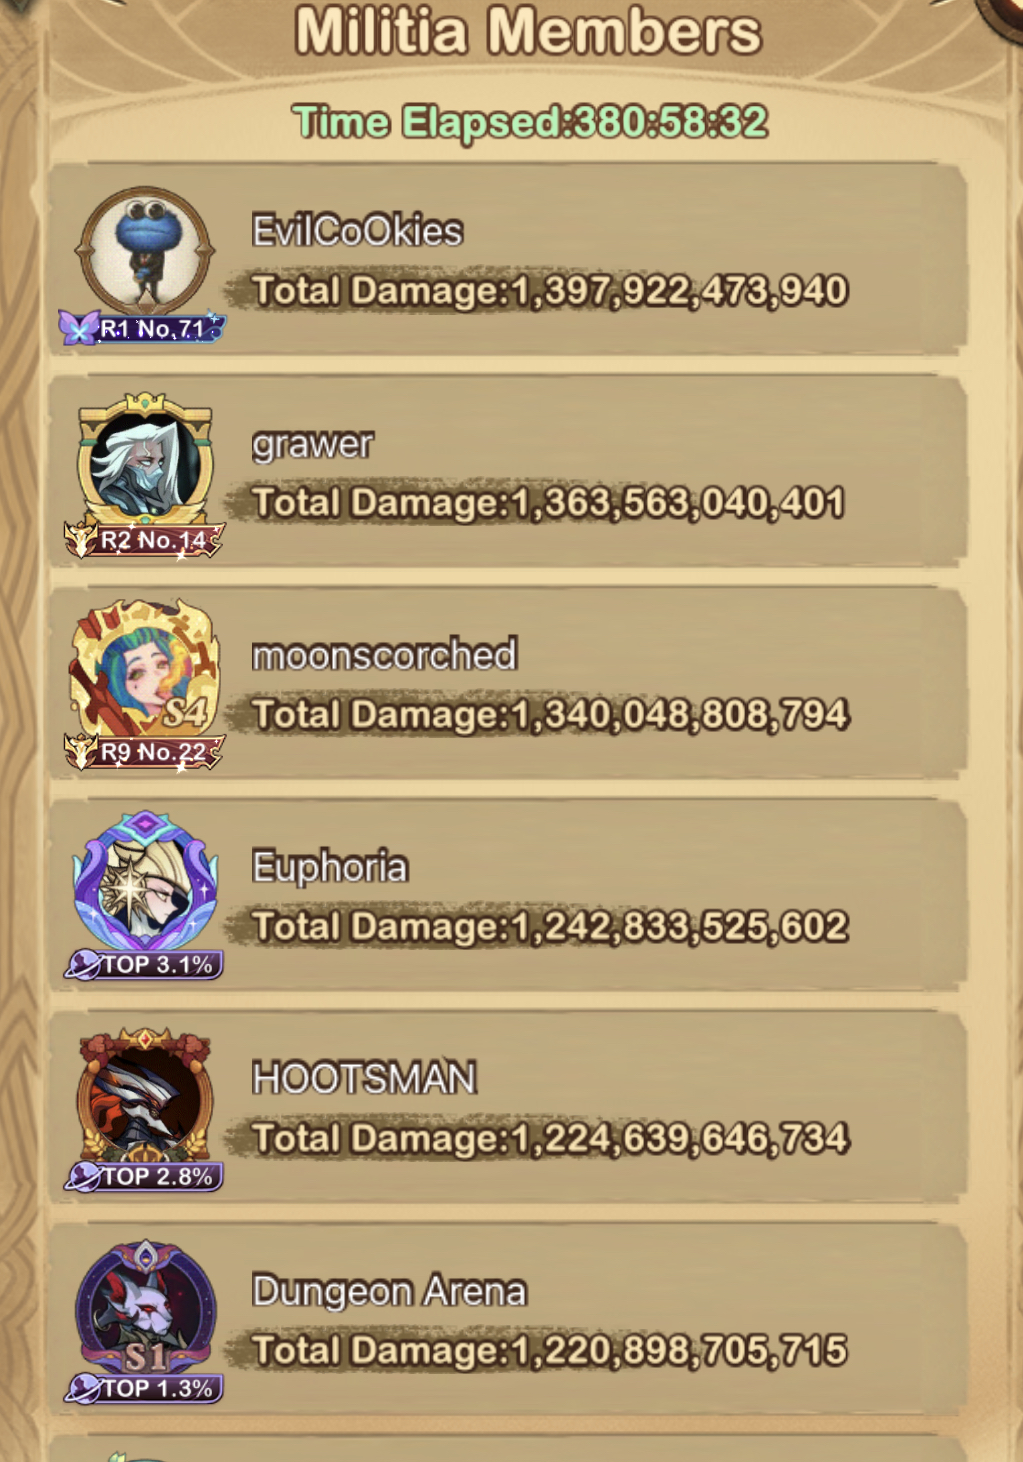 Militia Members
Time Elapsed:380:58:32
EvilCoOkies
Total Damage:1,397,922,473,940
R1 No.71
grawer
Total Damage:1,363,563,040,401
R2 No.14
moonscorched
S4
Total Damage:1,340,048,808,794
R9 No.22
Euphoria
Total Damage:1,242,833,525,602
TOP 3.1%
HOOTSMAN
Total Damage:1,224,639,646,734
TOP 2.8%
Dungeon Arena
Total Damage:1,220,898,705,715
S1
TOP 1.3%